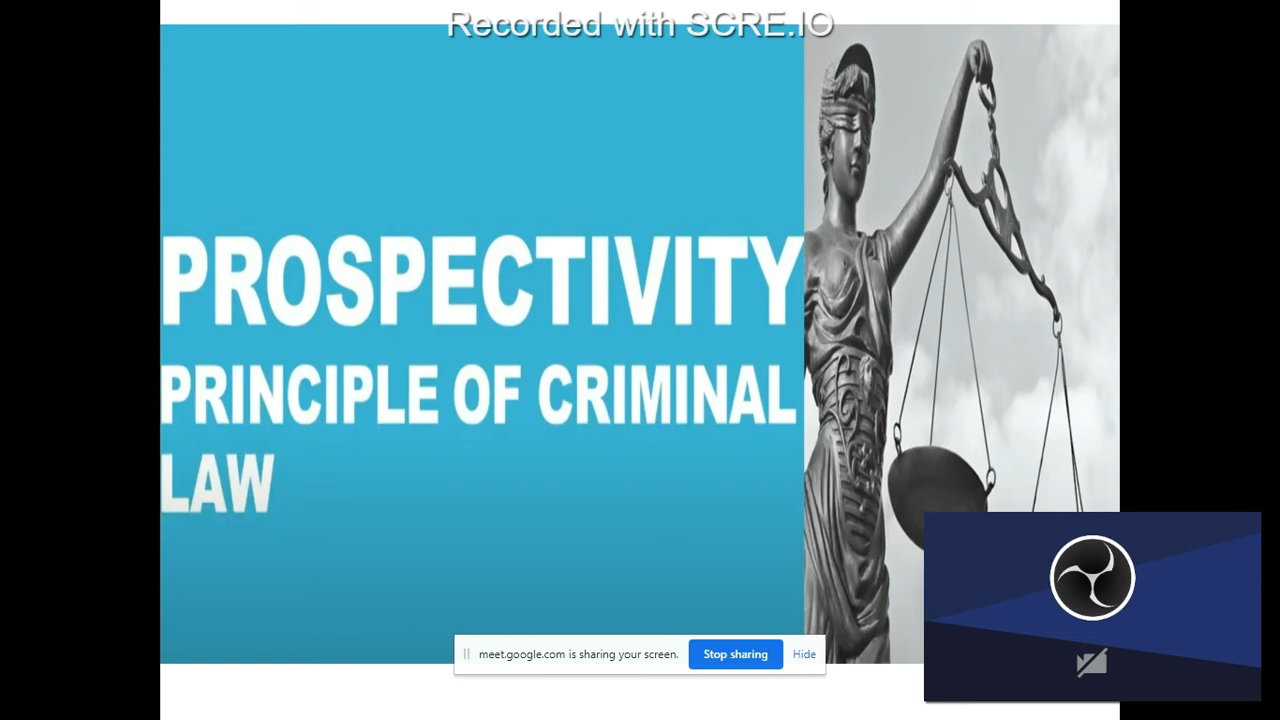 Recorded with SCRE.IO
PROSPECTIVITY
PRINCIPLE OF CRIMINAL
LAW
meet.google.com is sharing your screen. Stop sharing Hide